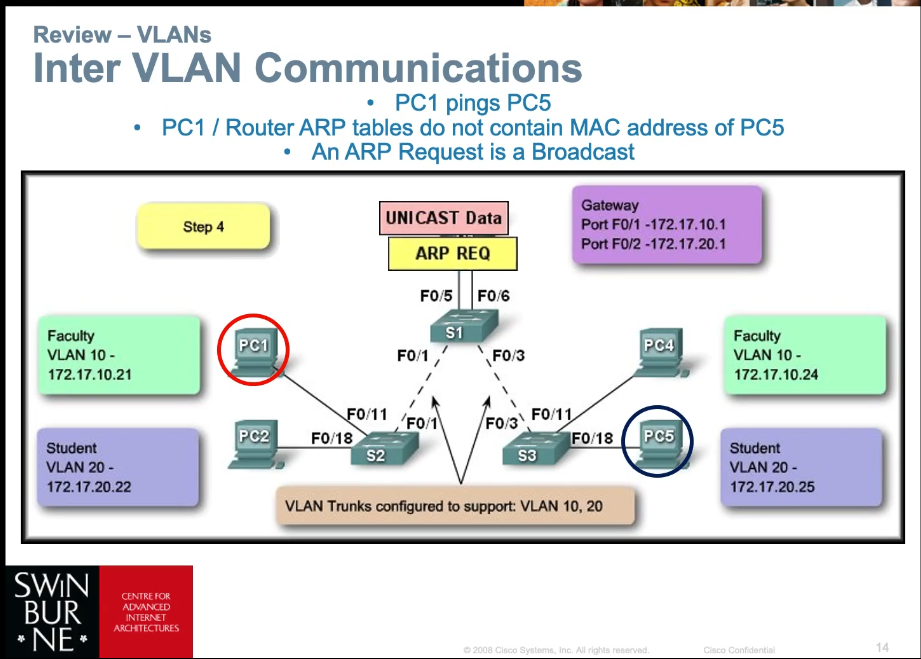 Review – VLANs
Inter VLAN Communications
• PC1 pings PC5
• PC1 / Router ARP tables do not contain MAC address of PC5
• An ARP Request is a Broadcast
Step 4
UNICAST Data
ARP REQ
Gateway
Port F0/1 -172.17.10.1
Port F0/2 -172.17.20.1
F0/5
F0/6
S1
F0/1
F0/3
Faculty
VLAN 10 -
172.17.10.21
PC1
PC4
Faculty
VLAN 10 -
172.17.10.24
F0/11
F0/1
F0/3
F0/11
Student
VLAN 20 -
172.17.20.22
PC2
F0/18
S2
S3
F0/18
PC5
Student
VLAN 20 -
172.17.20.25
VLAN Trunks configured to support: VLAN 10, 20
SWIN
BUR
* NE *
CENTRE FOR
ADVANCED
INTERNET
ARCHITECTURES
© 2008 Cisco Systems, Inc. All rights reserved.
Cisco Confidential
14